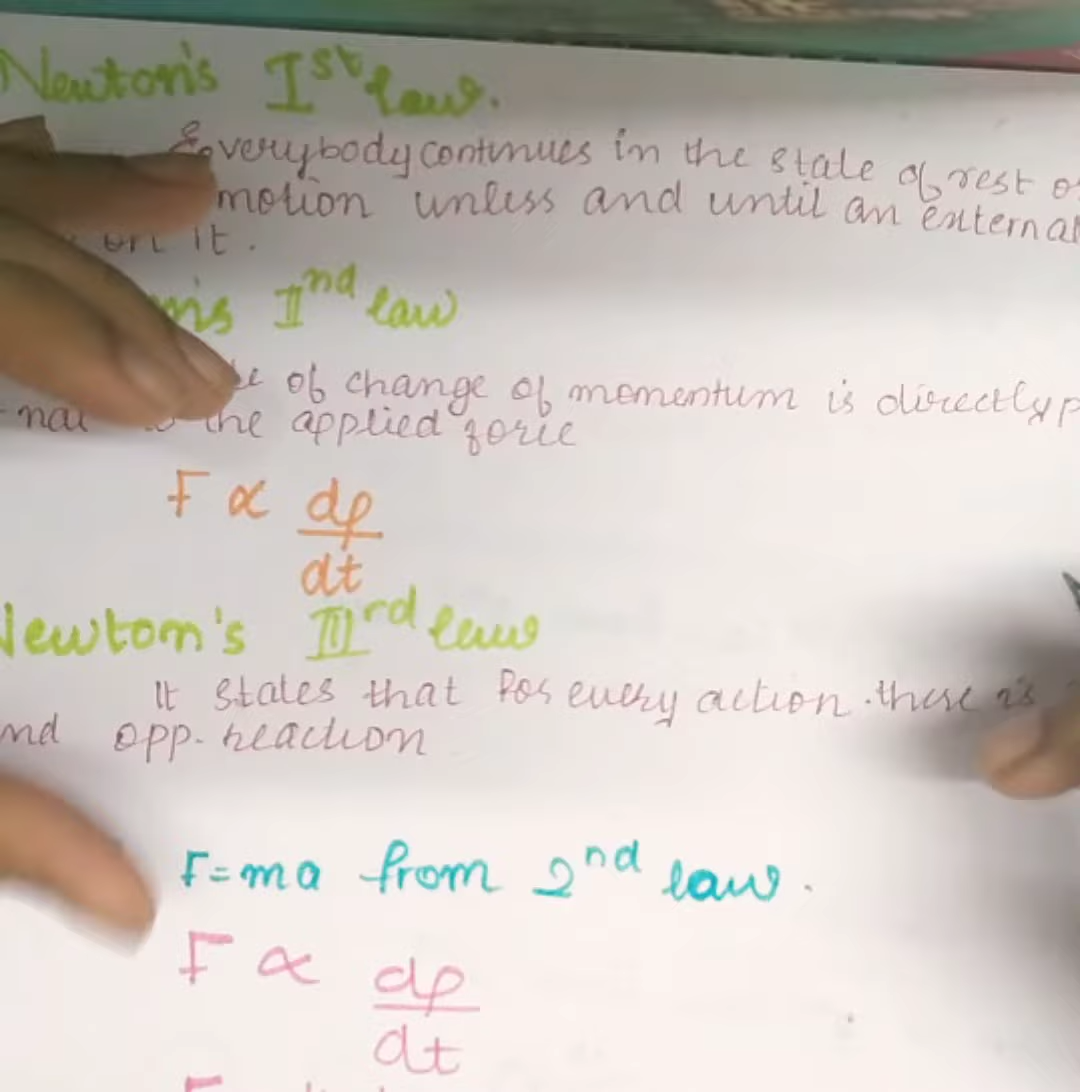 Newton's Ist law.
Everybody continues in the state of rest
motion unless and until an external
it.
IInd law
of change of momentum is directly
the applied force
F ∝ dp/dt
Newton's IIIrd law
It states that for every action there is
opp. reaction
F=ma from 2nd law.
F ∝ dp/dt